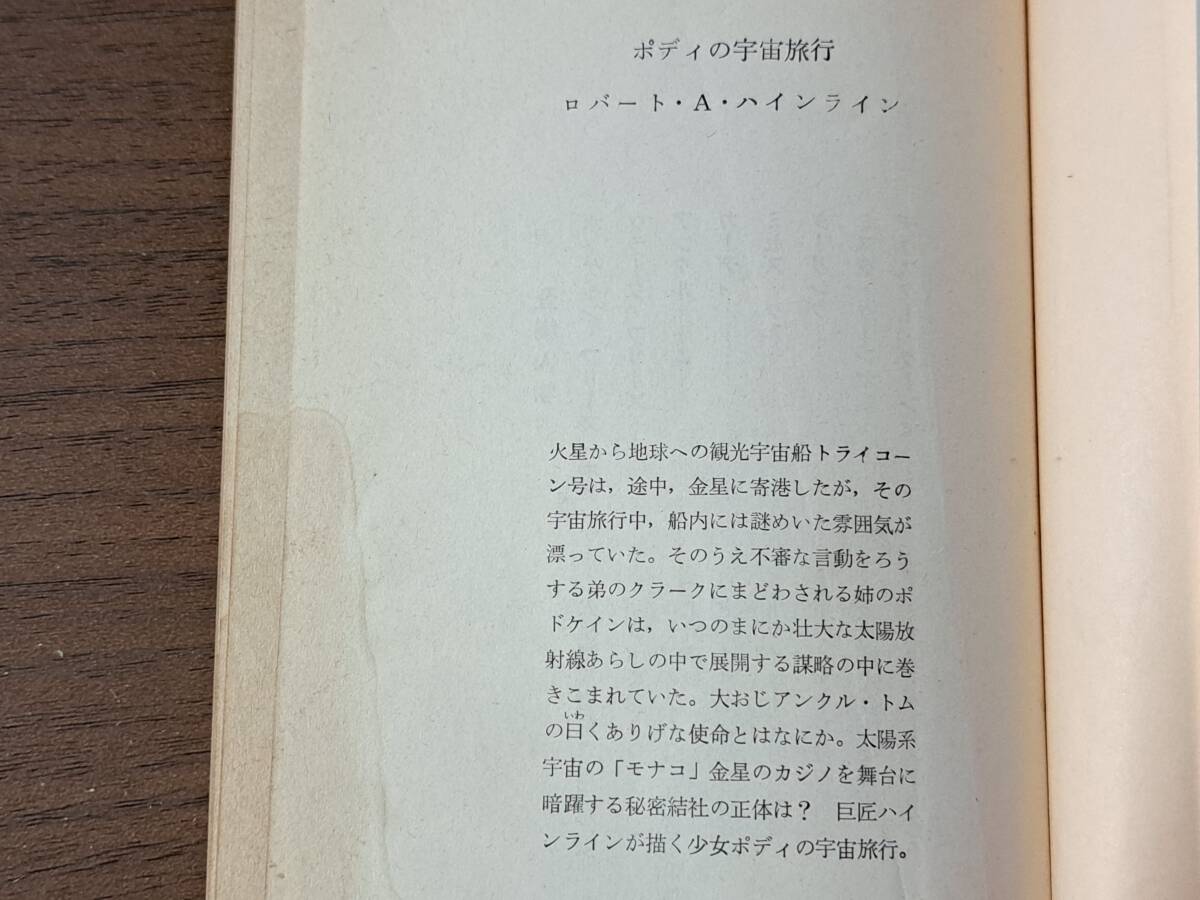 ポディの宇宙旅行
ロバート・A・ハインライン
火星から地球への観光宇宙船トライコー
ン号は，途中，金星に寄港したが，その
宇宙旅行中，船内には謎めいた雰囲気が
漂っていた。そのうえ不審な言動をろう
する弟のクラークにまどわされる姉のポ
ドケインは，いつのまにか壮大な太陽放
射線あらしの中で展開する謀略の中に巻
きこまれていた。大おじアンクル・トム
いわ
の曰くありげな使命とはなにか。太陽系
宇宙の「モナコ」金星のカジノを舞台に
暗躍する秘密結社の正体は？　巨匠ハイ
ンラインが描く少女ポディの宇宙旅行。